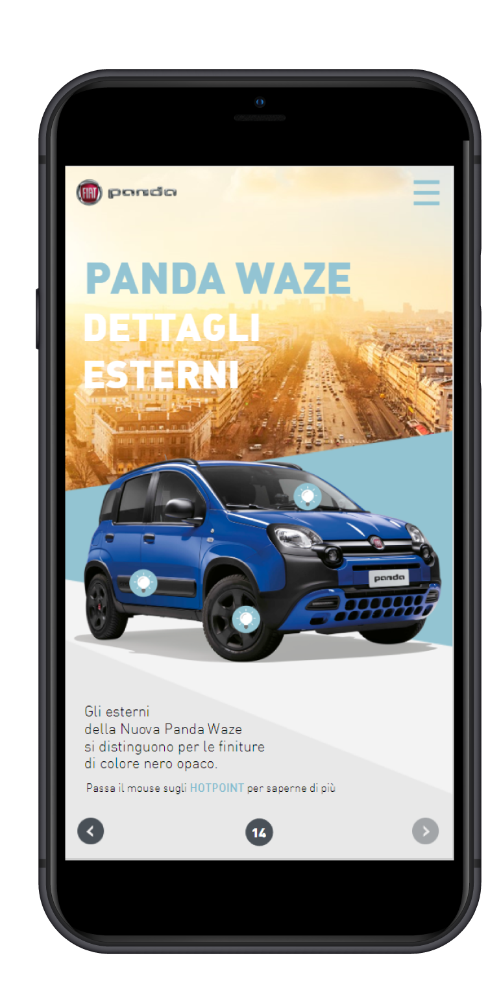 FIAT panda
PANDA WAZE
DETTAGLI
ESTERNI
FIAT
panda
Gli esterni
della Nuova Panda Waze
si distinguono per le finiture
di colore nero opaco.
Passa il mouse sugli HOTPOINT per saperne di più
14